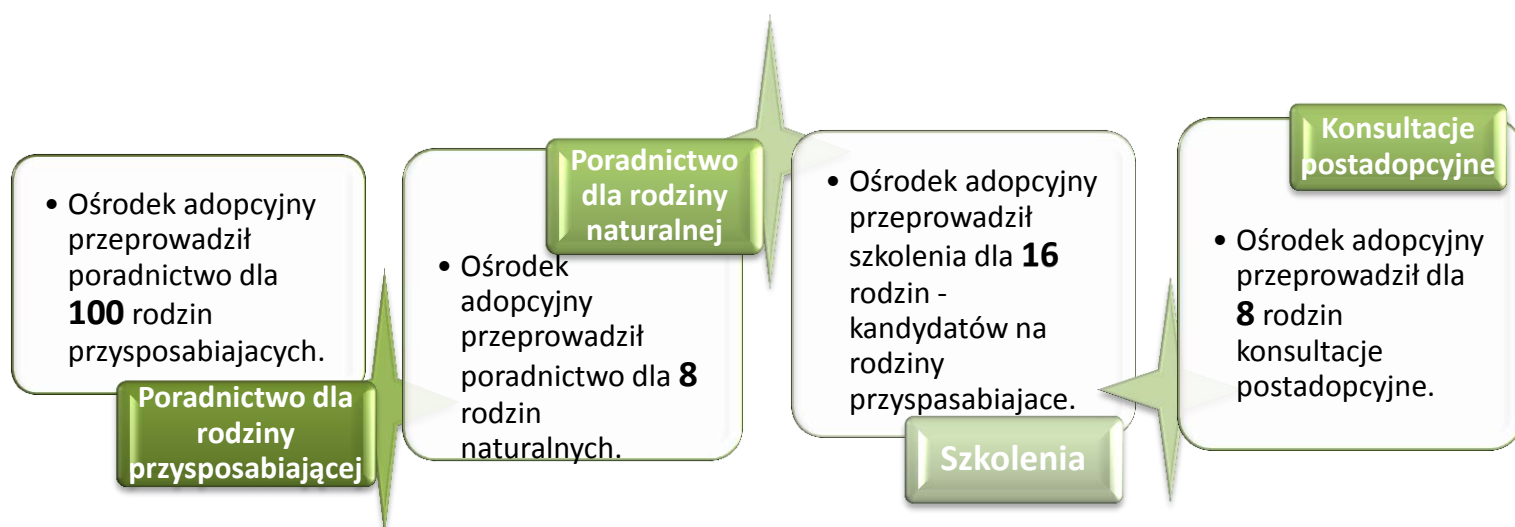 • Ośrodek adopcyjny
przeprowadził
poradnictwo dla
100 rodzin
przysposabiajacych.
Poradnictwo dla
rodziny
przysposabiającej
Poradnictwo
dla rodziny
naturalnej
• Ośrodek
adopcyjny
przeprowadził
poradnictwo dla 8
rodzin
naturalnych.
• Ośrodek adopcyjny
przeprowadził
szkolenia dla 16
rodzin -
kandydatów na
rodziny
przyspasabiajace.
Szkolenia
Konsultacje
postadopcyjne
• Ośrodek adopcyjny
przeprowadził dla
8 rodzin
konsultacje
postadopcyjne.